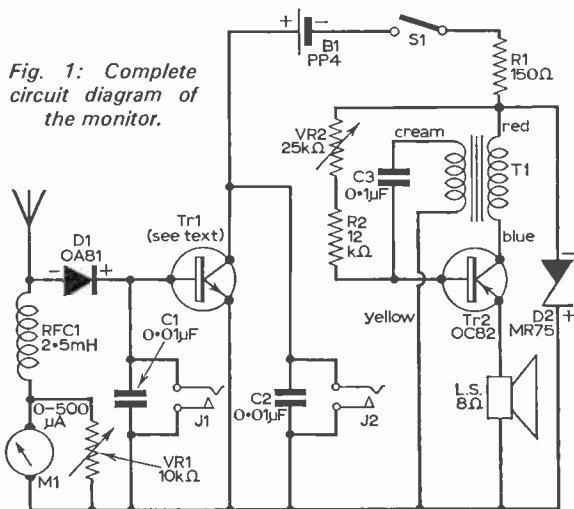 Fig. 1: Complete
circuit diagram of
the monitor.
+
−
B1
PP4
S1
R1
150Ω
VR2
25kΩ
cream
red
C3
0·1µF
T1
R2
12
kΩ
blue
Tr1
(see text)
D1
OA81
−
+
RFC1
2·5mH
yellow
Tr2
OC82
D2
MR75
C1
0·01µF
0-500
µA
J1
C2
0·01µF
J2
L.S.
8Ω
M1
VR1
10kΩ